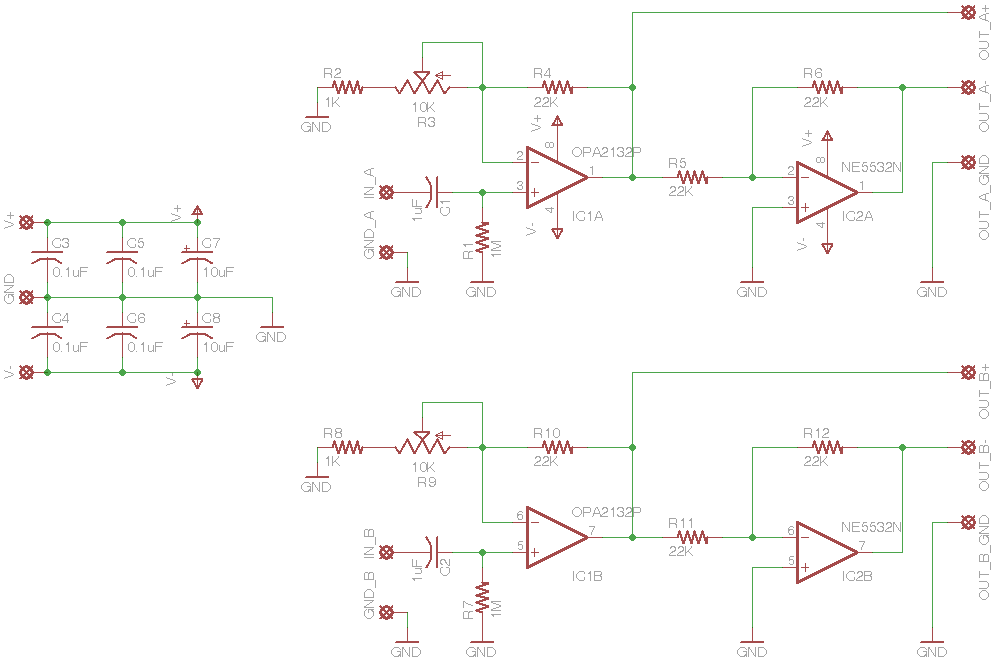 V+
C3
0.1uF
C5
0.1uF
V+
C7
+
10uF
GND
C4
0.1uF
C6
0.1uF
C8
+
10uF
GND
V-
V-
OUT_A+
R2
1K
GND
10K
R3
R4
22K
R6
22K
OUT_A-
V+
8
OPA2132P
2
−
3
+
1
4
V-
IC1A
IN_A
1uF
C1
GND_A
GND
R1
1M
GND
R5
22K
V+
8
NE5532N
2
−
3
+
1
4
V-
IC2A
GND
OUT_A_GND
GND
OUT_B+
R8
1K
GND
10K
R9
R10
22K
R12
22K
OUT_B-
OPA2132P
6
−
5
+
7
IC1B
IN_B
1uF
C2
GND_B
GND
R7
1M
GND
R11
22K
NE5532N
6
−
5
+
7
IC2B
GND
OUT_B_GND
GND